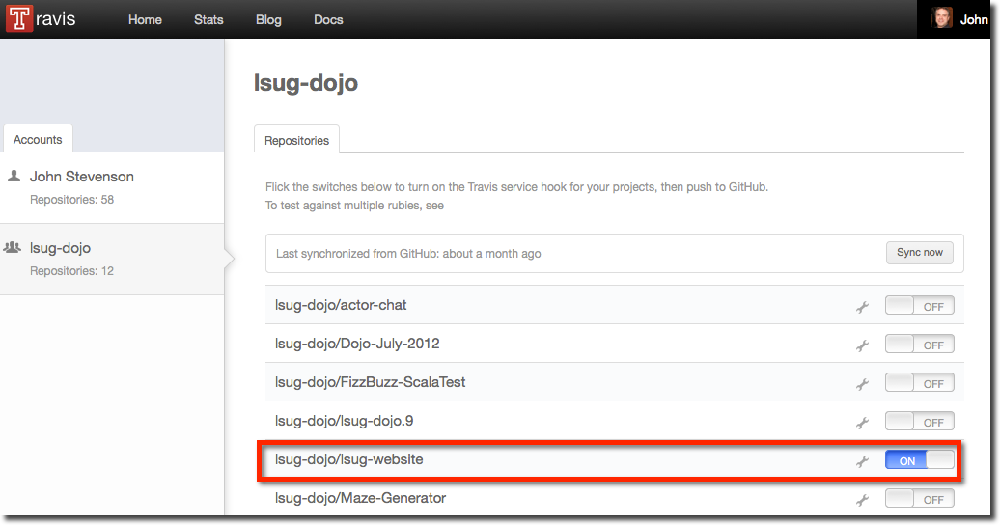 Travis Home Stats Blog Docs John
lsug-dojo
Accounts
Repositories
John Stevenson
Repositories: 58
lsug-dojo
Repositories: 12
Flick the switches below to turn on the Travis service hook for your projects, then push to GitHub.
To test against multiple rubies, see
Last synchronized from GitHub: about a month ago Sync now
lsug-dojo/actor-chat OFF
lsug-dojo/Dojo-July-2012 OFF
lsug-dojo/FizzBuzz-ScalaTest OFF
lsug-dojo/lsug-dojo.9 OFF
lsug-dojo/lsug-website ON
lsug-dojo/Maze-Generator OFF